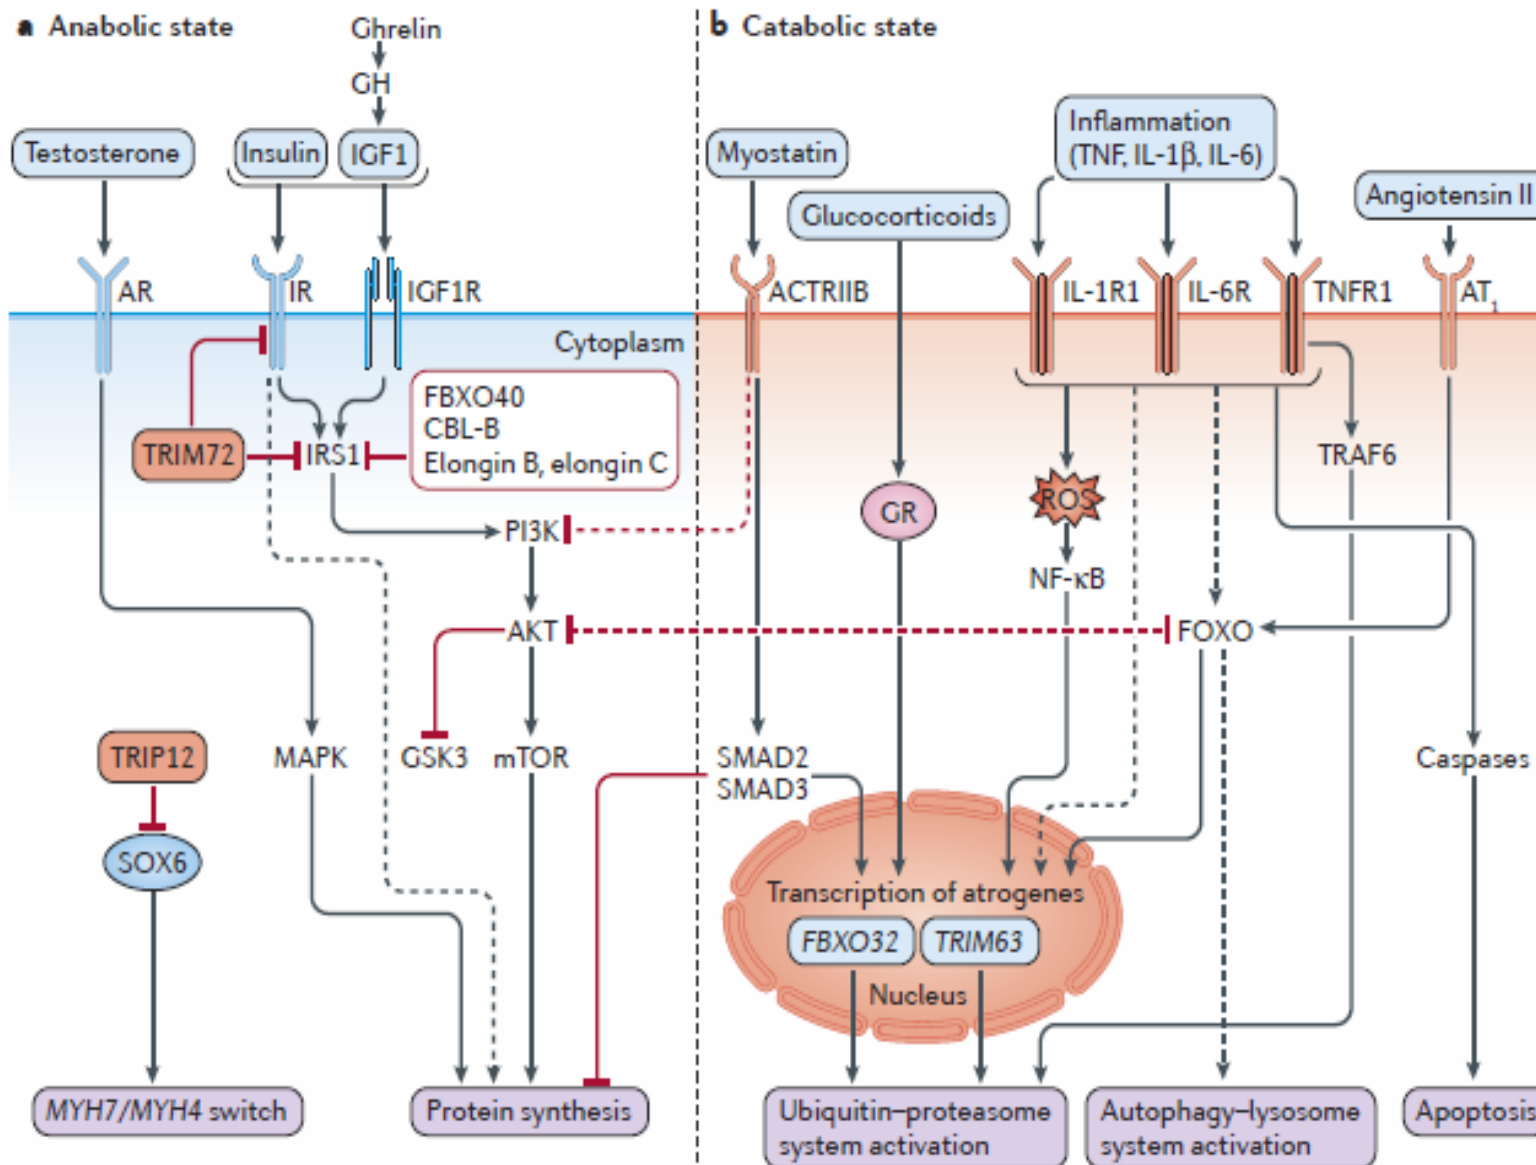 a Anabolic state
Ghrelin
GH
Testosterone
Insulin
IGF1
AR
IR
IGF1R
Cytoplasm
FBXO40
CBL-B
Elongin B, elongin C
TRIM72
IRS1
PI3K
AKT
TRIP12
MAPK
GSK3
mTOR
SOX6
MYH7/MYH4 switch
Protein synthesis
b Catabolic state
Inflammation
(TNF, IL-1β, IL-6)
Myostatin
Glucocorticoids
Angiotensin II
ACTRIIB
IL-1R1
IL-6R
TNFR1
AT1
TRAF6
ROS
GR
NF-κB
FOXO
SMAD2
SMAD3
Caspases
Transcription of atrogenes
FBXO32
TRIM63
Nucleus
Ubiquitin–proteasome
system activation
Autophagy–lysosome
system activation
Apoptosis